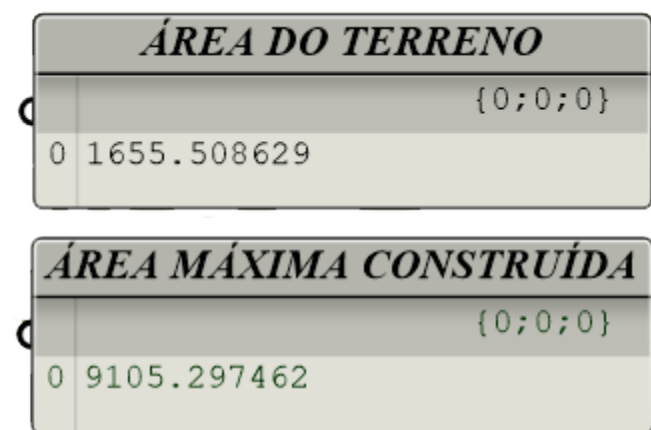 ÁREA DO TERRENO
{0;0;0}
0 1655.508629
ÁREA MÁXIMA CONSTRUÍDA
{0;0;0}
0 9105.297462